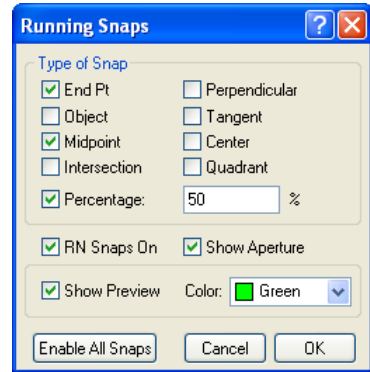 Running Snaps
Type of Snap
End Pt Perpendicular
Object Tangent
Midpoint Center
Intersection Quadrant
Percentage: 50 %
RN Snaps On Show Aperture
Show Preview Color: Green
Enable All Snaps Cancel OK